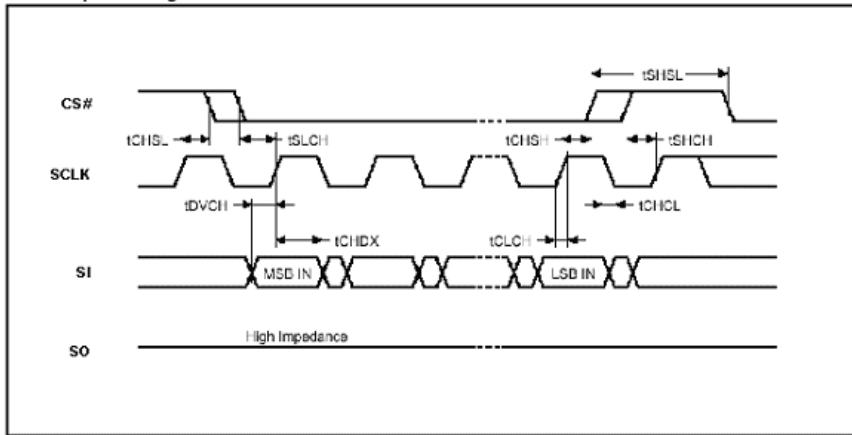 tSHSL
CS#
tCHSL
tSLCH
tCHSH
tSHCH
SCLK
tDVCH
tCHCL
tCHDX
tCLCH
SI
MSB IN
LSB IN
High Impedance
SO